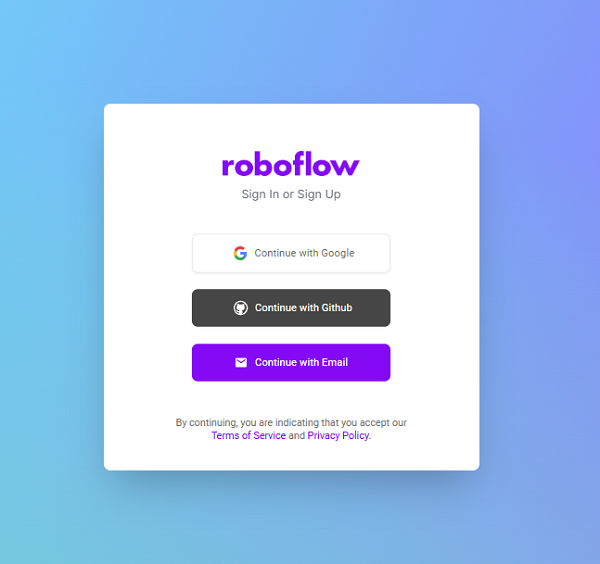 roboflow
Sign In or Sign Up
Continue with Google
Continue with Github
Continue with Email
By continuing, you are indicating that you accept our
Terms of Service and Privacy Policy.